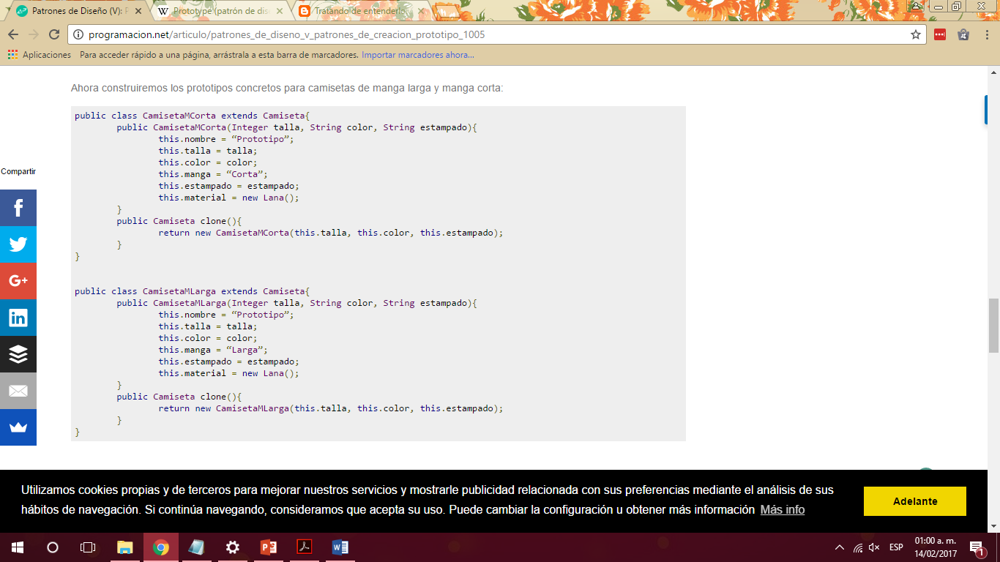 Patrones de Diseño (V): P
Prototype (patrón de dis
Tratando de entenderlo
programacion.net/articulo/patrones_de_diseno_v_patrones_de_creacion_prototipo_1005
Aplicaciones Para acceder rápido a una página, arrástrala a esta barra de marcadores. Importar marcadores ahora...
Ahora construiremos los prototipos concretos para camisetas de manga larga y manga corta:
public class CamisetaMCorta extends Camiseta{
public CamisetaMCorta(Integer talla, String color, String estampado){
this.nombre = “Prototipo”;
this.talla = talla;
this.color = color;
this.manga = “Corta”;
this.estampado = estampado;
this.material = new Lana();
}
public Camiseta clone(){
return new CamisetaMCorta(this.talla, this.color, this.estampado);
}
}
public class CamisetaMLarga extends Camiseta{
public CamisetaMLarga(Integer talla, String color, String estampado){
this.nombre = “Prototipo”;
this.talla = talla;
this.color = color;
this.manga = “Larga”;
this.estampado = estampado;
this.material = new Lana();
}
public Camiseta clone(){
return new CamisetaMLarga(this.talla, this.color, this.estampado);
}
}
Compartir
G+
in
Utilizamos cookies propias y de terceros para mejorar nuestros servicios y mostrarle publicidad relacionada con sus preferencias mediante el análisis de sus
hábitos de navegación. Si continúa navegando, consideramos que acepta su uso. Puede cambiar la configuración u obtener más información Más info
Adelante
ESP
01:00 a. m.
14/02/2017
1